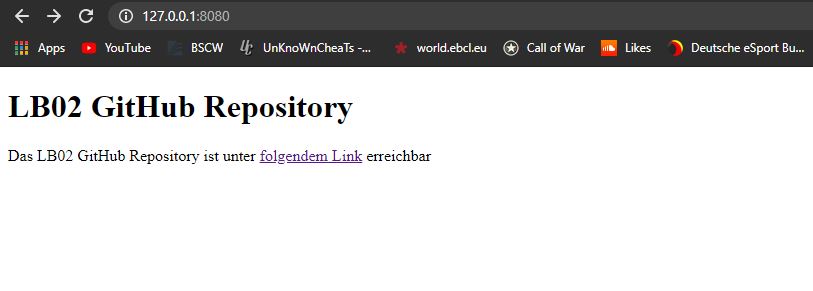 127.0.0.1:8080
Apps YouTube BSCW UnKnoWnCheaTs -... world.ebcl.eu Call of War Likes Deutsche eSport Bu...
LB02 GitHub Repository
Das LB02 GitHub Repository ist unter folgendem Link erreichbar